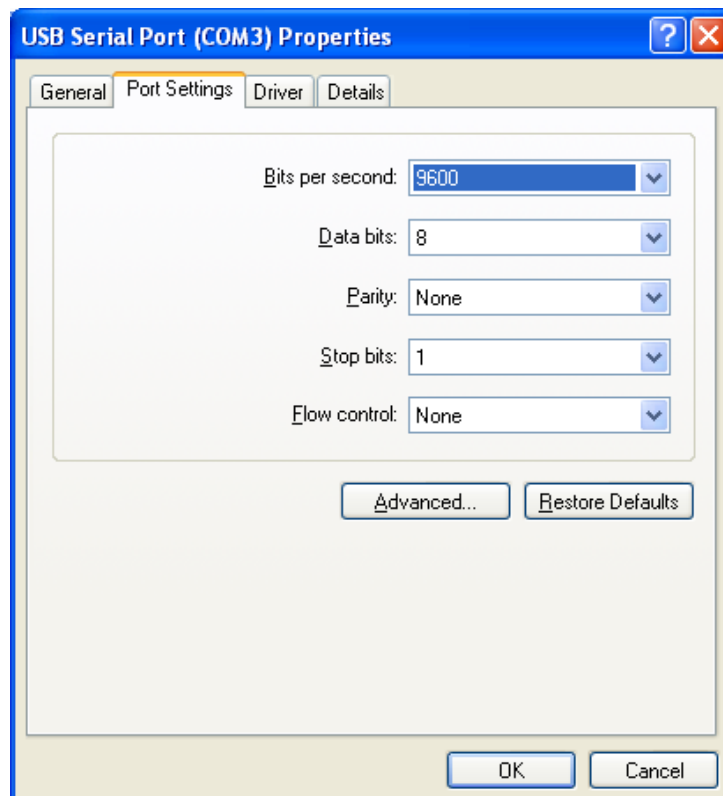 USB Serial Port (COM3) Properties
General Port Settings Driver Details
Bits per second: 9600
Data bits: 8
Parity: None
Stop bits: 1
Flow control: None
Advanced... Restore Defaults
OK Cancel